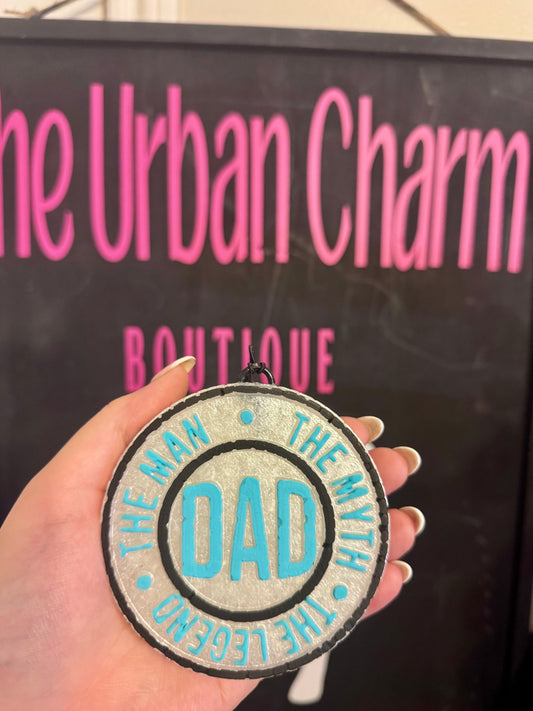 he Urban Charm
BOUTIQUE
THE MAN • THE MYTH • THE LEGEND •
DAD